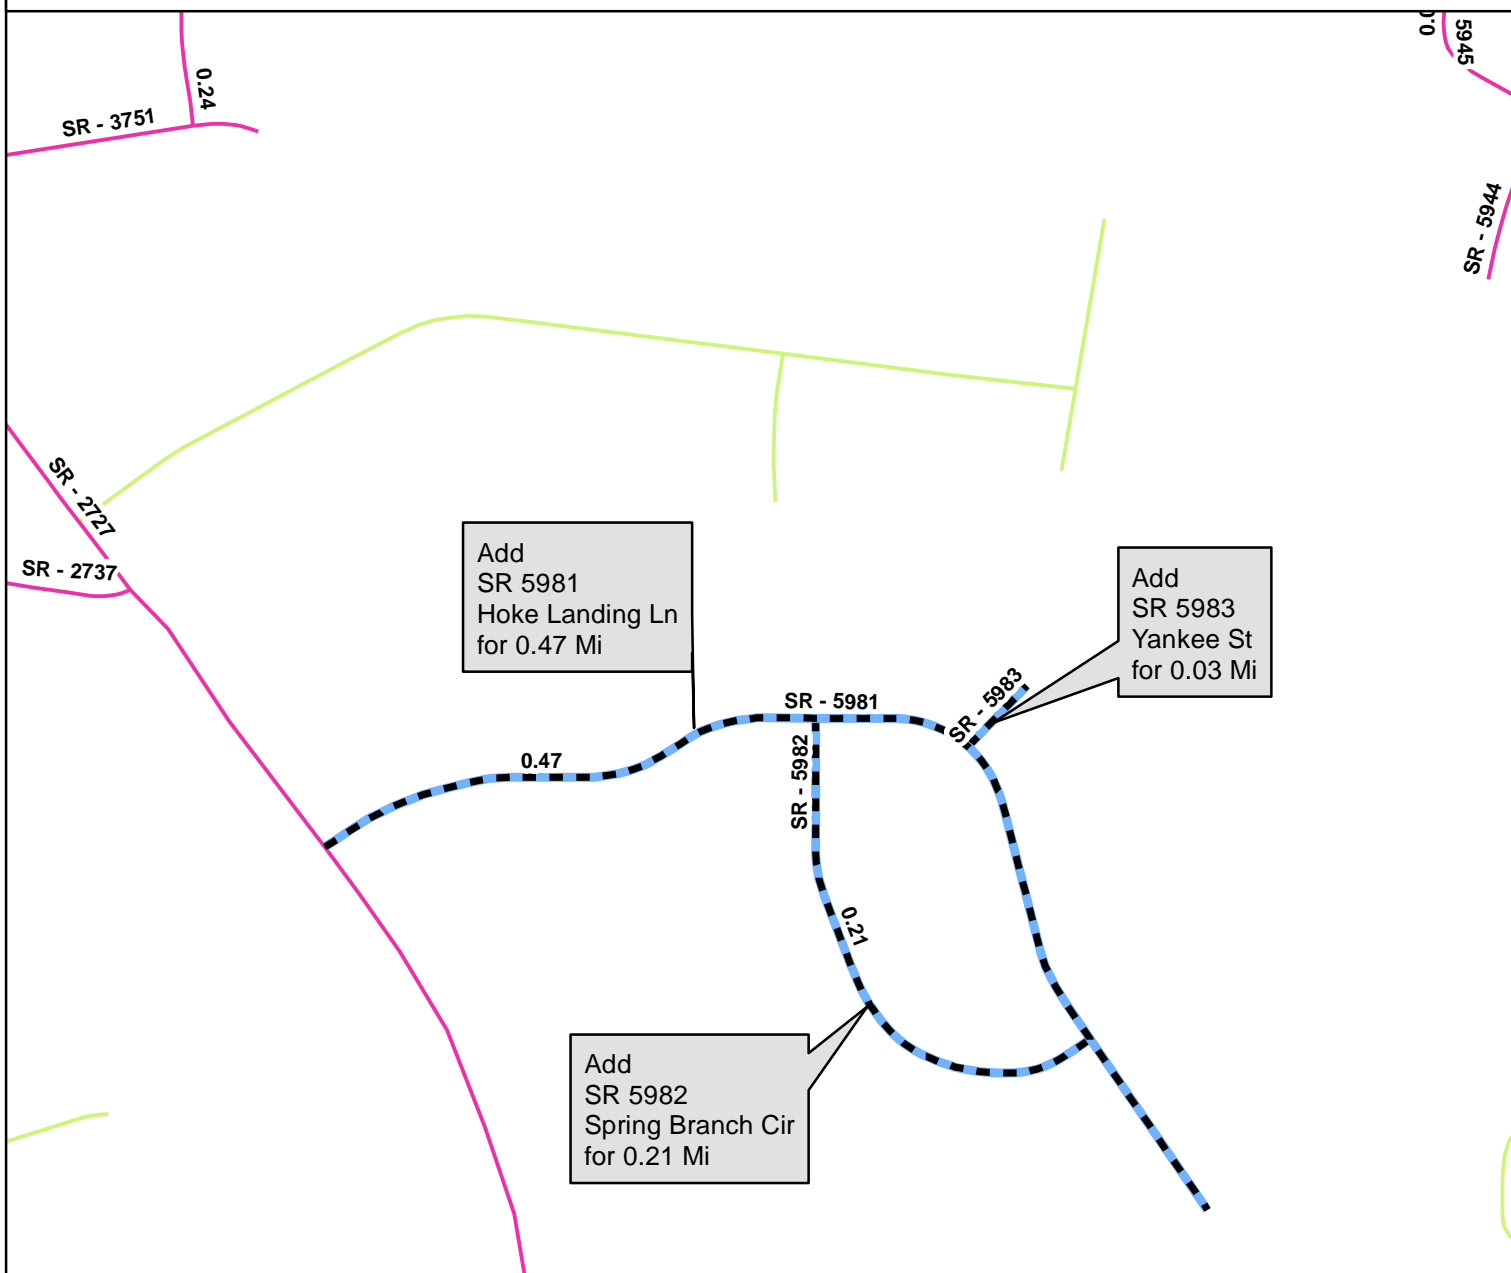 0.0
5945
0.24
SR - 3751
SR - 5944
SR - 2727
SR - 2737
Add
SR 5981
Hoke Landing Ln
for 0.47 Mi
Add
SR 5983
Yankee St
for 0.03 Mi
SR - 5983
SR - 5981
SR - 5982
0.47
0.21
Add
SR 5982
Spring Branch Cir
for 0.21 Mi